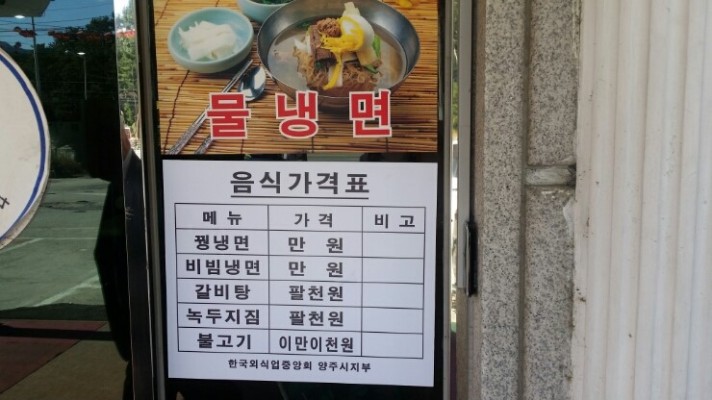 물냉면
음식가격표
메뉴 가격 비고
꿩냉면 만 원
비빔냉면 만 원
갈비탕 팔천원
녹두지짐 팔천원
불고기 이만이천원
한국외식업중앙회 양주시지부